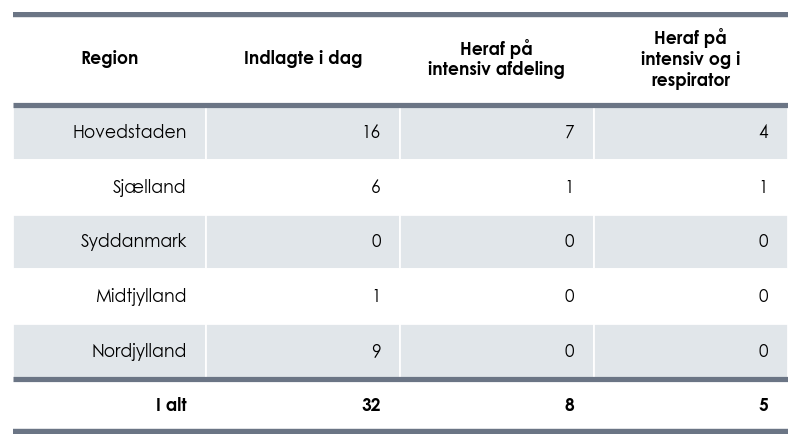 Region Indlagte i dag Heraf på intensiv afdeling Heraf på intensiv og i respirator
Hovedstaden 16 7 4
Sjælland 6 1 1
Syddanmark 0 0 0
Midtjylland 1 0 0
Nordjylland 9 0 0
I alt 32 8 5